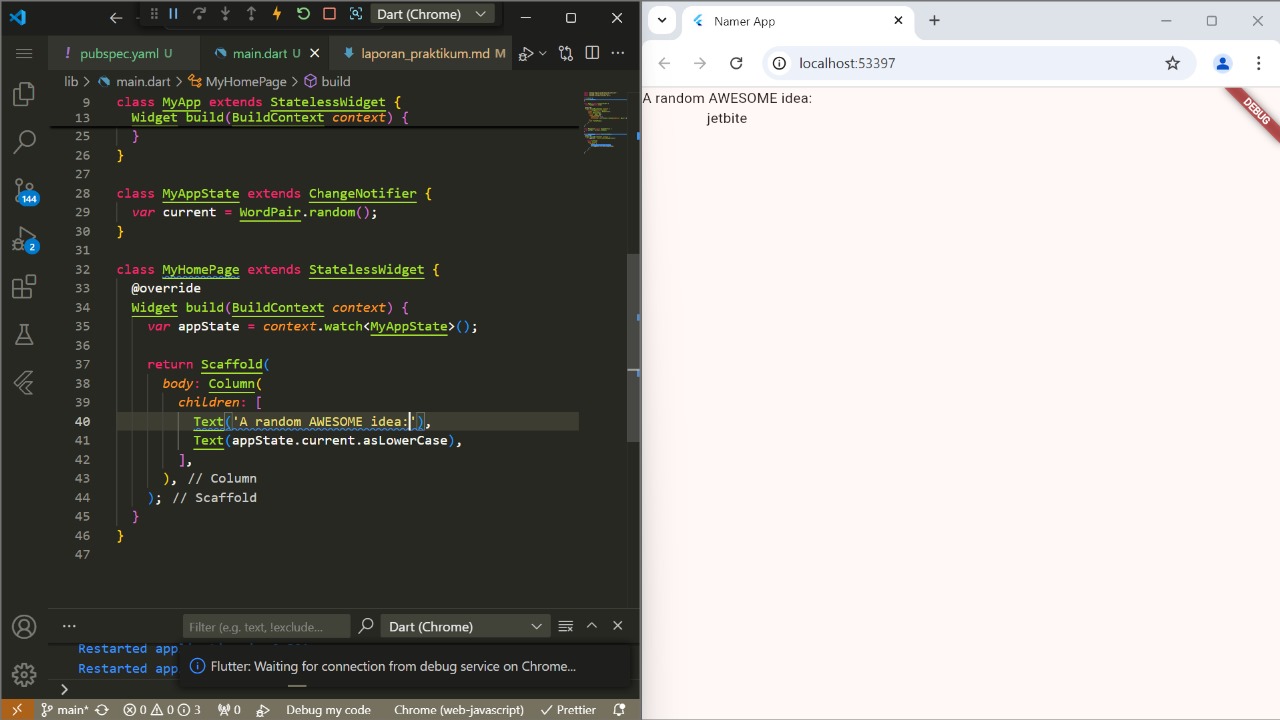 Dart (Chrome)
pubspec.yaml U
main.dart U
laporan_praktikum.md M
lib > main.dart > MyHomePage > build
9 class MyApp extends StatelessWidget {
13 Widget build(BuildContext context) {
25 }
26 }
27
28 class MyAppState extends ChangeNotifier {
29 var current = WordPair.random();
30 }
31
32 class MyHomePage extends StatelessWidget {
33 @override
34 Widget build(BuildContext context) {
35 var appState = context.watch<MyAppState>();
36
37 return Scaffold(
38 body: Column(
39 children: [
40 Text('A random AWESOME idea:'),
41 Text(appState.current.asLowerCase),
42 ],
43 ), // Column
44 ); // Scaffold
45 }
46 }
47
144
2
Filter (e.g. text, !exclude...
Dart (Chrome)
Restarted app
Restarted app
Flutter: Waiting for connection from debug service on Chrome...
main* 0 0 3 0 Debug my code Chrome (web-javascript) Prettier
Namer App
localhost:53397
A random AWESOME idea:
jetbite
DEBUG